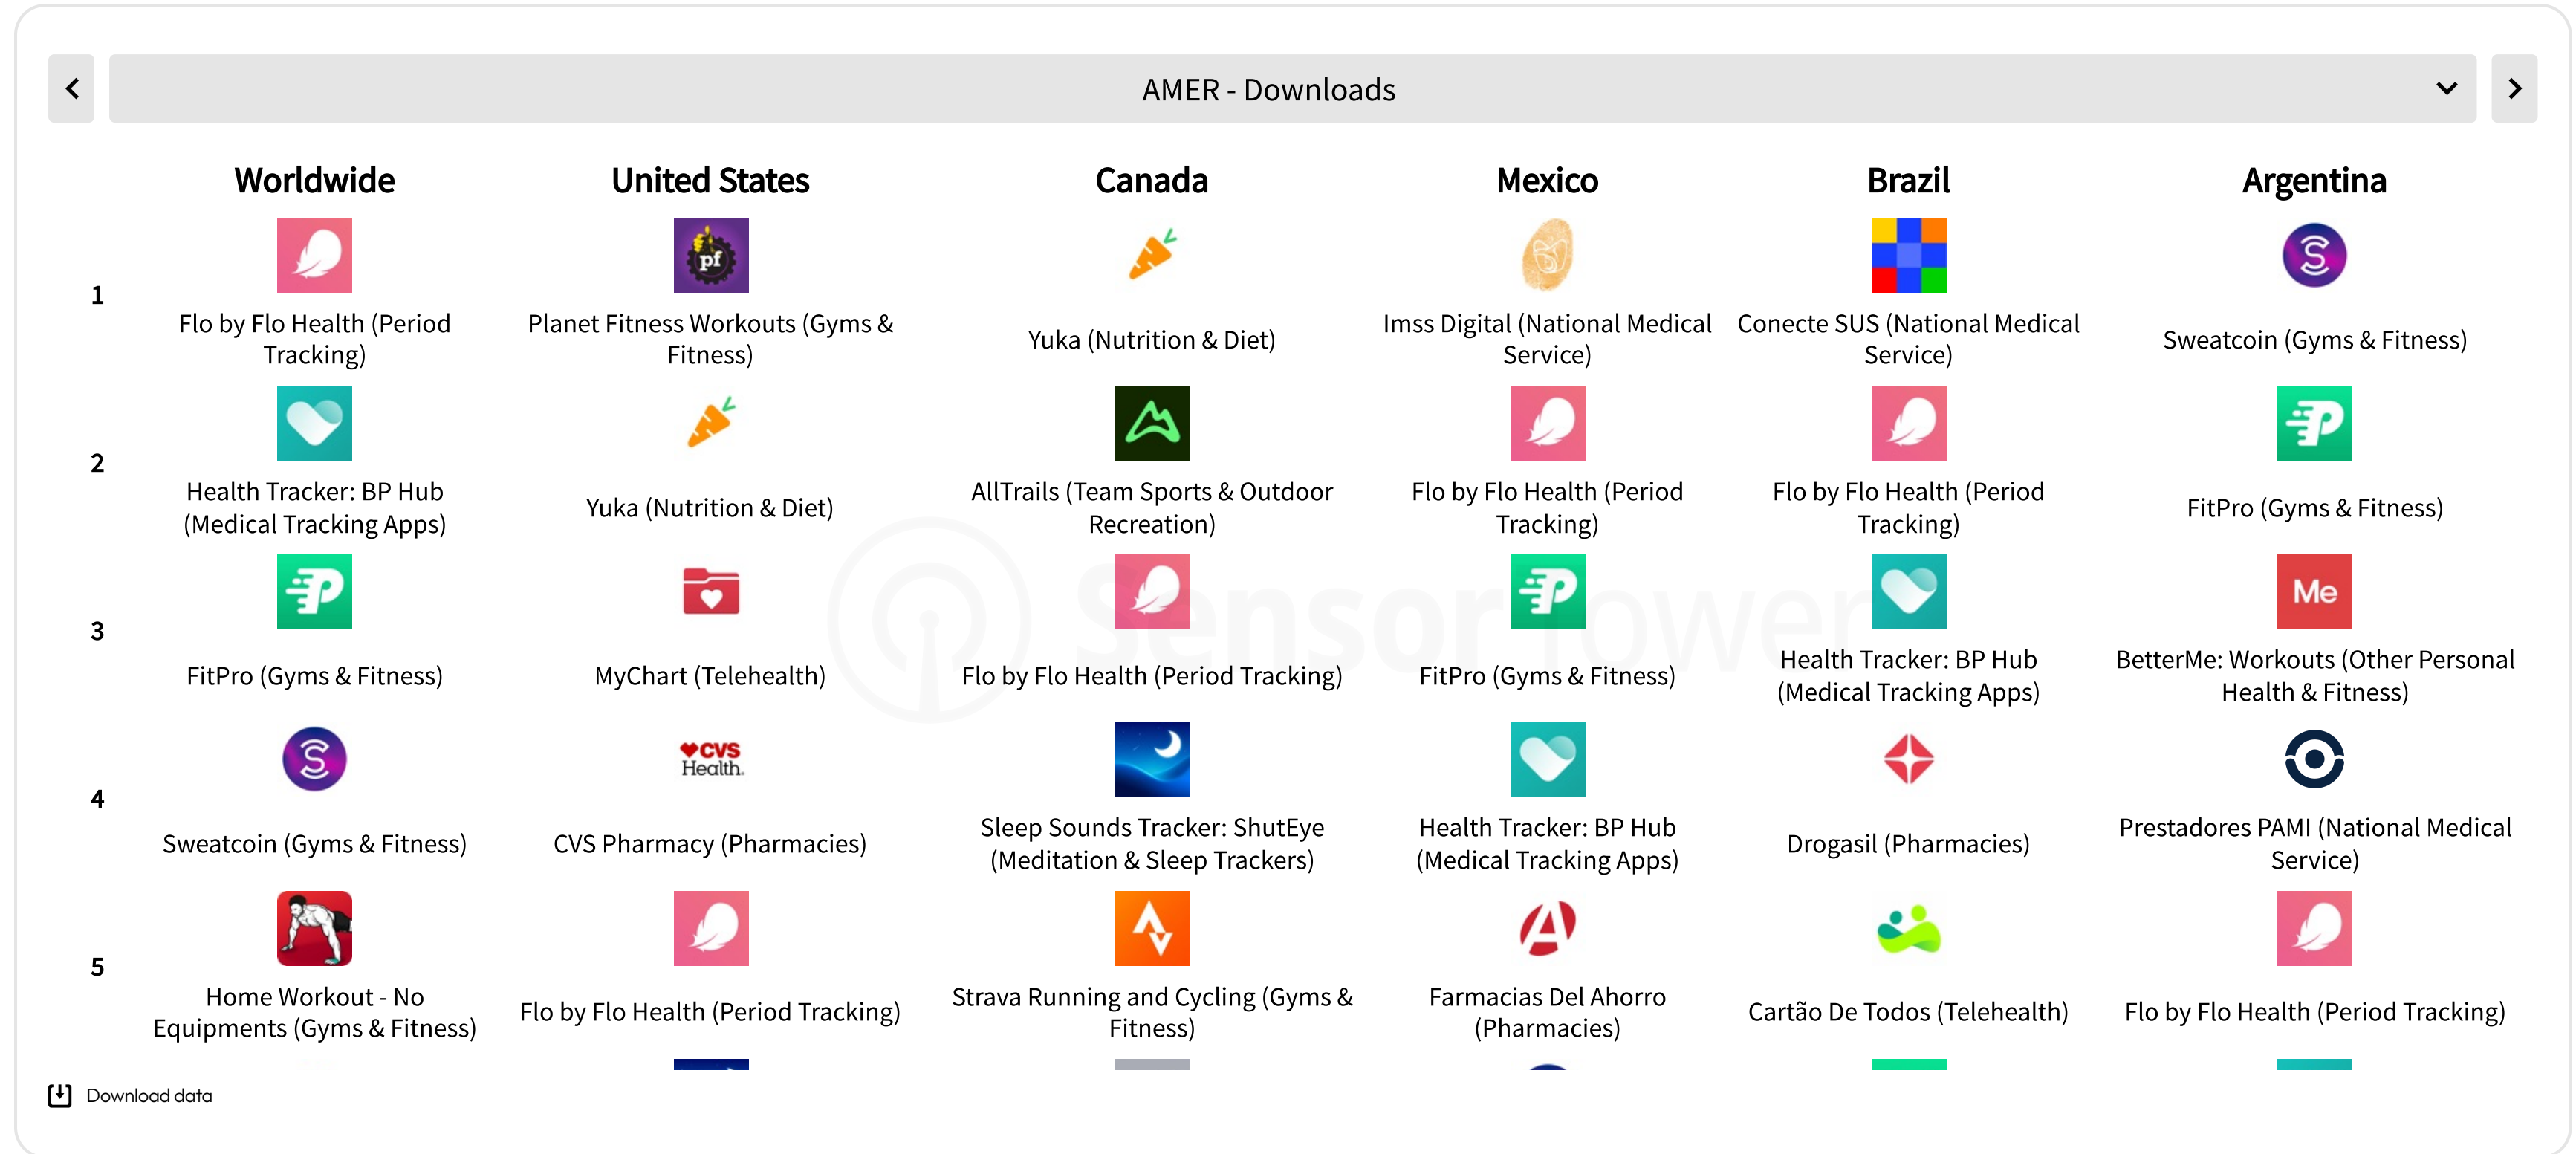 AMER - Downloads
Worldwide
United States
Canada
Mexico
Brazil
Argentina
1
Flo by Flo Health (Period
Tracking)
pf
Planet Fitness Workouts (Gyms &
Fitness)
Yuka (Nutrition & Diet)
Imss Digital (National Medical
Service)
Conecte SUS (National Medical
Service)
S
Sweatcoin (Gyms & Fitness)
2
Health Tracker: BP Hub
(Medical Tracking Apps)
Yuka (Nutrition & Diet)
AllTrails (Team Sports & Outdoor
Recreation)
Flo by Flo Health (Period
Tracking)
Flo by Flo Health (Period
Tracking)
P
FitPro (Gyms & Fitness)
3
P
FitPro (Gyms & Fitness)
MyChart (Telehealth)
Flo by Flo Health (Period Tracking)
P
FitPro (Gyms & Fitness)
Health Tracker: BP Hub
(Medical Tracking Apps)
Me
BetterMe: Workouts (Other Personal
Health & Fitness)
Sensor Tower
4
S
Sweatcoin (Gyms & Fitness)
CVS
Health.
CVS Pharmacy (Pharmacies)
Sleep Sounds Tracker: ShutEye
(Meditation & Sleep Trackers)
Health Tracker: BP Hub
(Medical Tracking Apps)
Drogasil (Pharmacies)
Prestadores PAMI (National Medical
Service)
5
Home Workout - No
Equipments (Gyms & Fitness)
Flo by Flo Health (Period Tracking)
Strava Running and Cycling (Gyms &
Fitness)
A
Farmacias Del Ahorro
(Pharmacies)
Cartão De Todos (Telehealth)
Flo by Flo Health (Period Tracking)
Download data